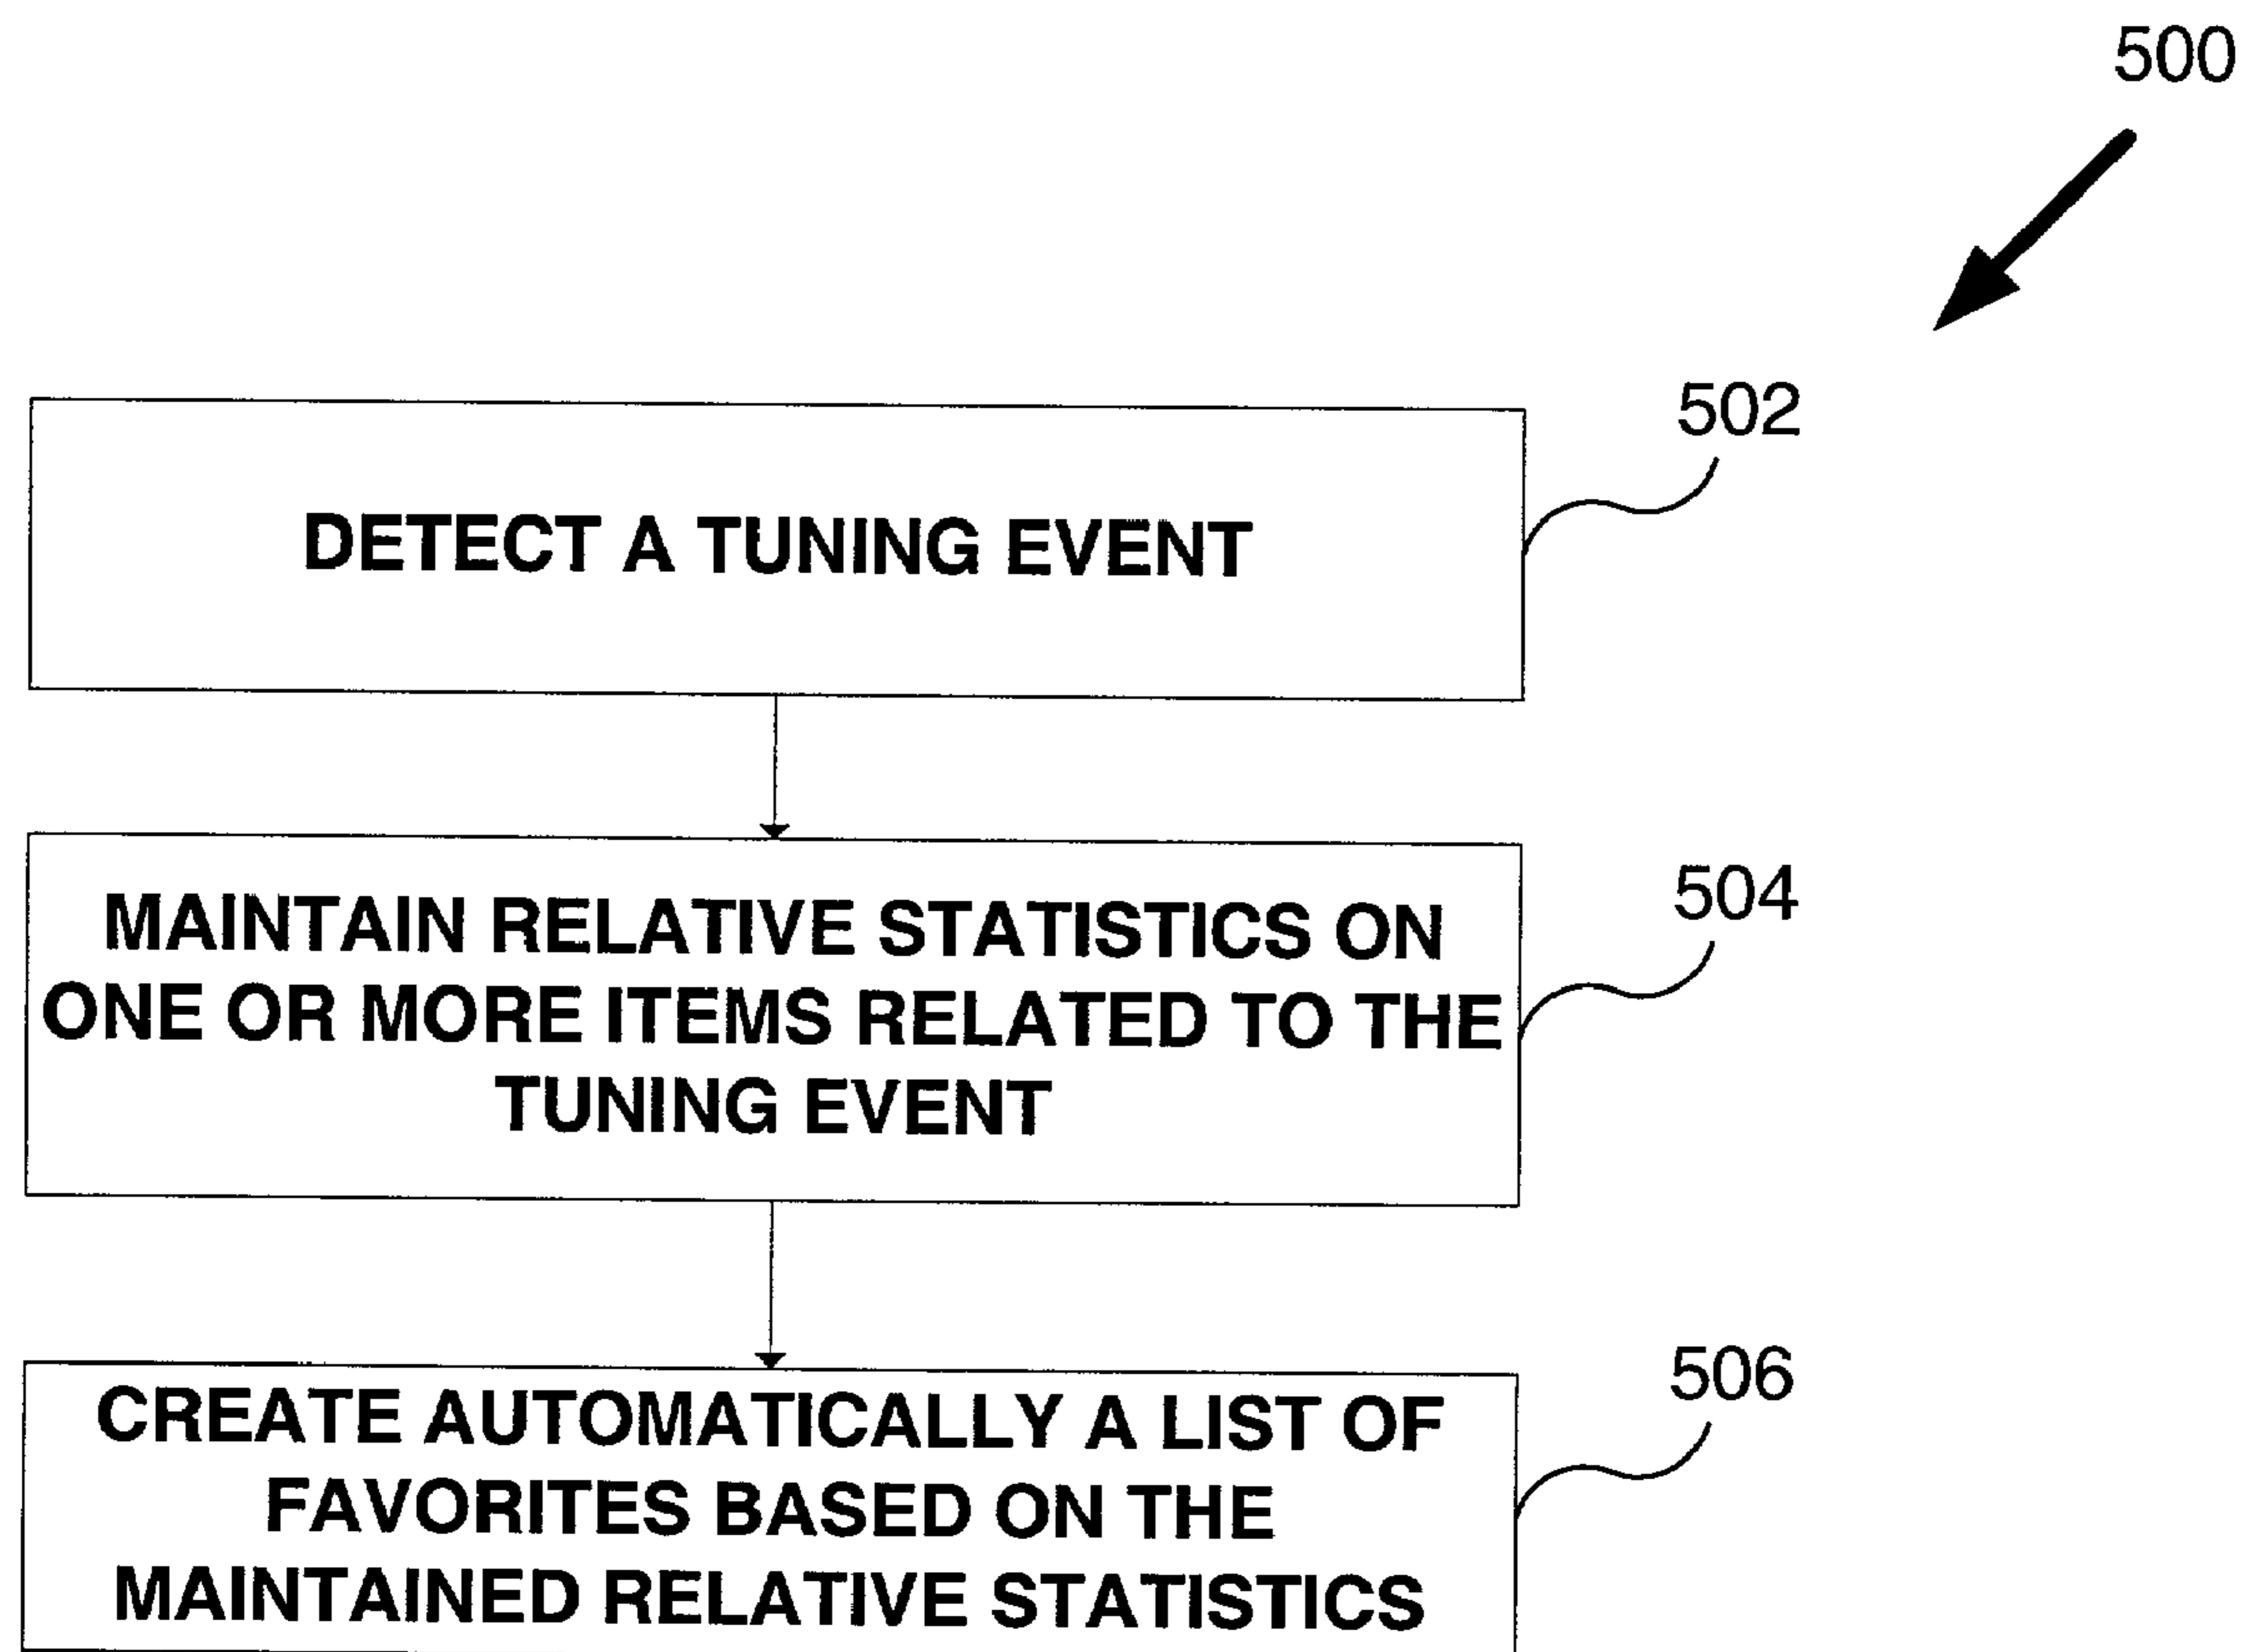 500
502
DETECT A TUNING EVENT
504
MAINTAIN RELATIVE STATISTICS ON
ONE OR MORE ITEMS RELATED TO THE
TUNING EVENT
506
CREATE AUTOMATICALLY A LIST OF
FAVORITES BASED ON THE
MAINTAINED RELATIVE STATISTICS